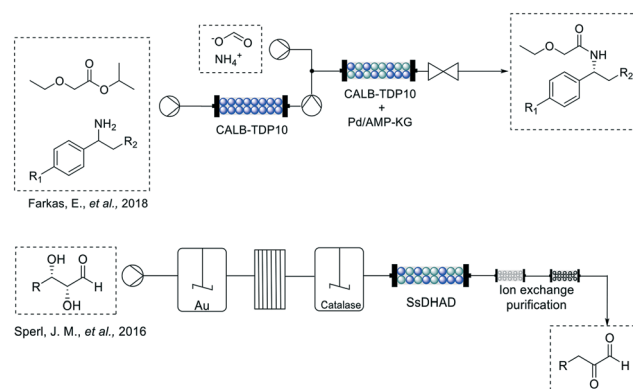 O
O
O
NH2
R2
R1
Farkas, E., et al., 2018
-O
O
NH4+
CALB-TDP10
CALB-TDP10
+
Pd/AMP-KG
O
O
HN
R2
R1
OH
O
R
H
OH
Sperl, J. M., et al., 2016
Au
Catalase
SsDHAD
Ion exchange
purification
O
R
H
O